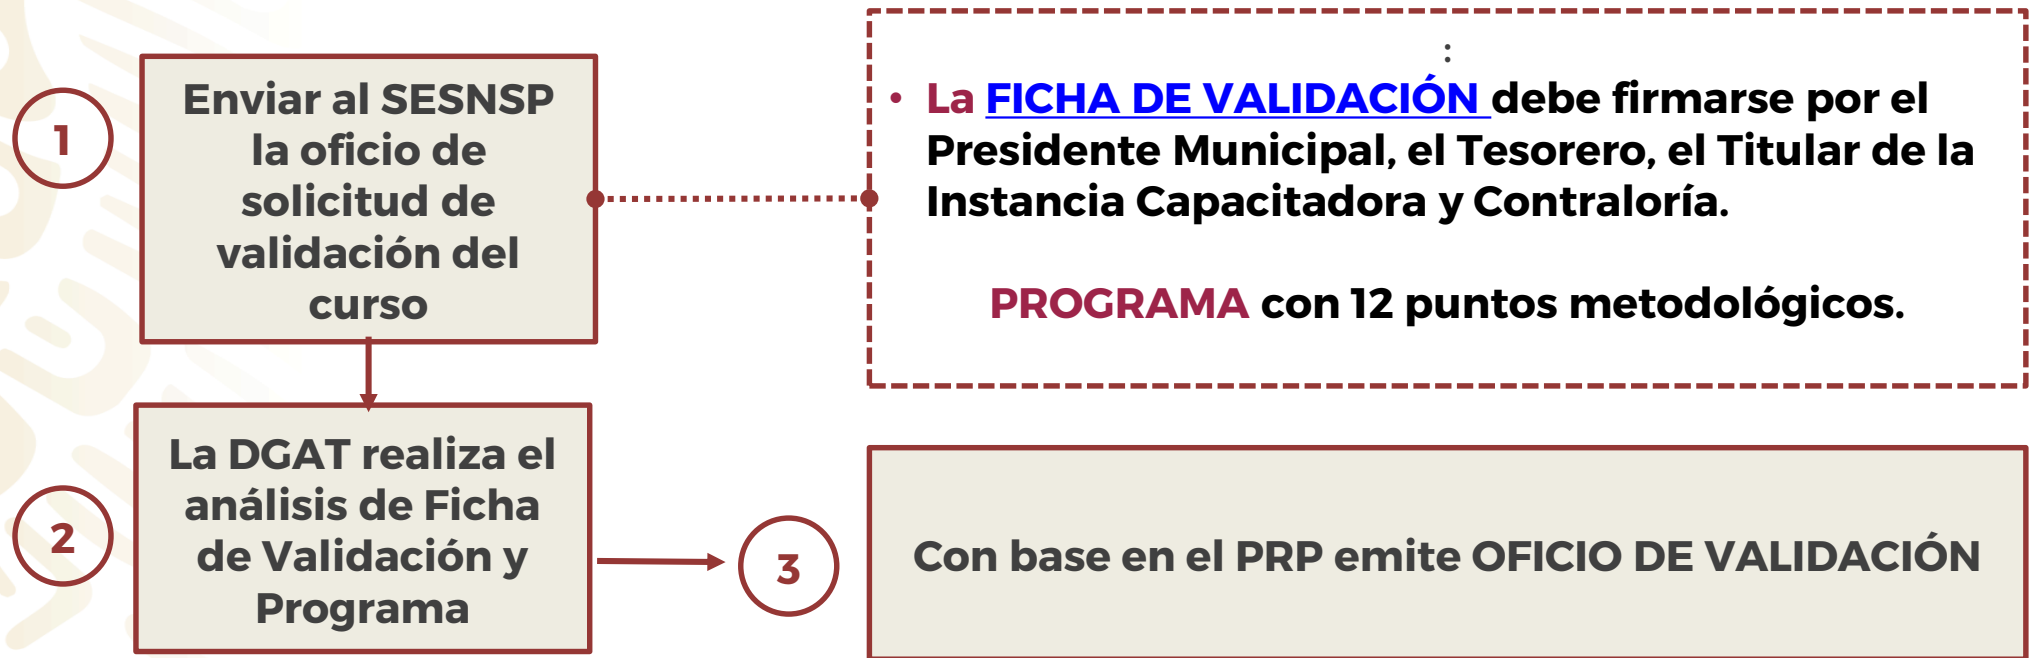 1
Enviar al SESNSP
la oficio de
solicitud de
validación del
curso
:
• La FICHA DE VALIDACIÓN debe firmarse por el
Presidente Municipal, el Tesorero, el Titular de la
Instancia Capacitadora y Contraloría.
PROGRAMA con 12 puntos metodológicos.
2
La DGAT realiza el
análisis de Ficha
de Validación y
Programa
3
Con base en el PRP emite OFICIO DE VALIDACIÓN